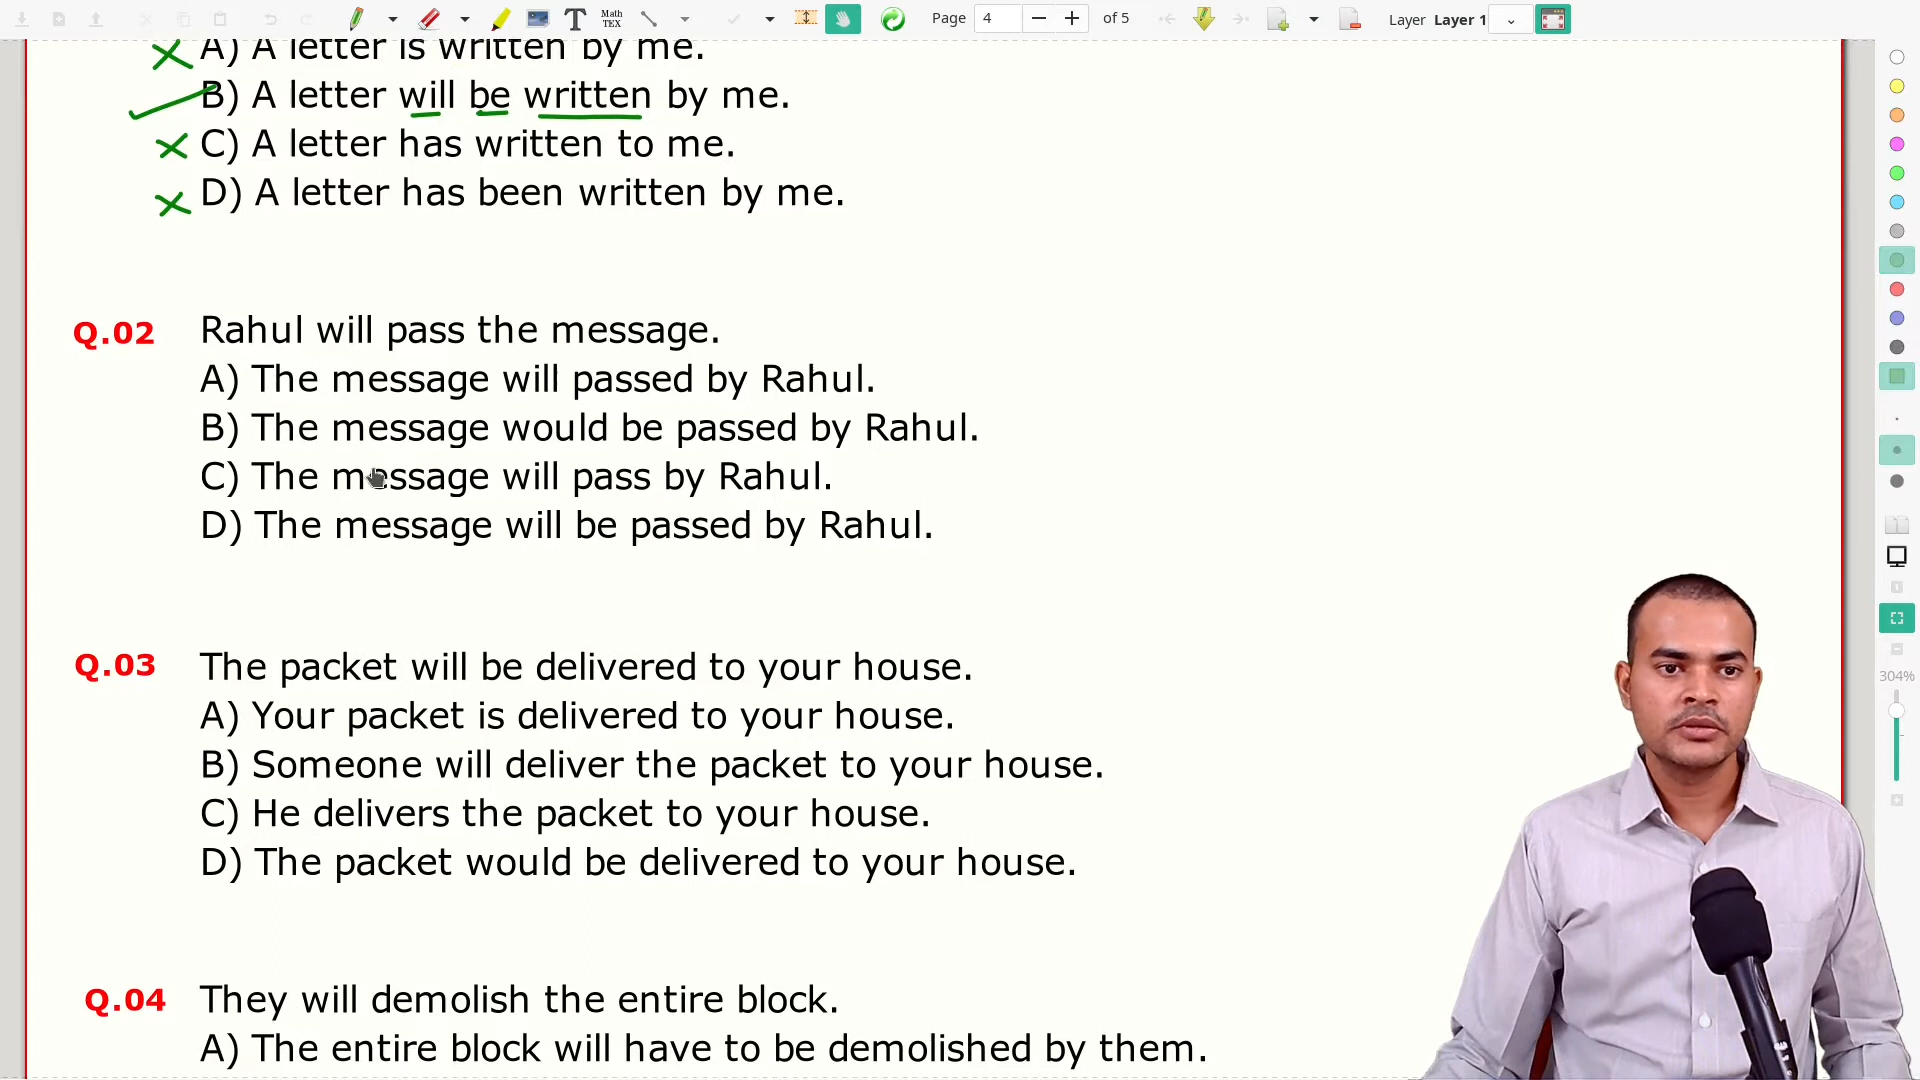 Math
TEX
Page 4 of 5 Layer Layer 1
A) A letter is written by me.
B) A letter will be written by me.
C) A letter has written to me.
D) A letter has been written by me.
Q.02 Rahul will pass the message.
A) The message will passed by Rahul.
B) The message would be passed by Rahul.
C) The message will pass by Rahul.
D) The message will be passed by Rahul.
304%
Q.03 The packet will be delivered to your house.
A) Your packet is delivered to your house.
B) Someone will deliver the packet to your house.
C) He delivers the packet to your house.
D) The packet would be delivered to your house.
Q.04 They will demolish the entire block.
A) The entire block will have to be demolished by them.